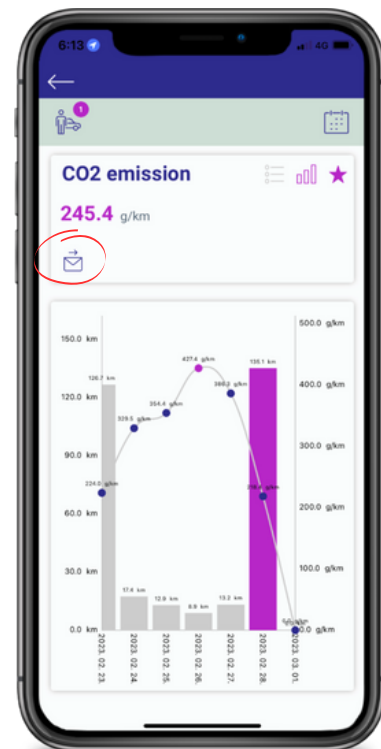 6:13
4G
1
CO2 emission
245.4 g/km
500.0 g/km
150.0 km
427.4 g/km
135.1 km
126.7 km
400.0 g/km
120.0 km
329.5 g/km
354.4 g/km
300.0 g/km
90.0 km
224.0 g/km
60.0 km
200.0 g/km
30.0 km
100.0 g/km
17.4 km
12.9 km
8.9 km
13.2 km
0.0 km
0.0 g/km
2023. 02. 23.
2023. 02. 24.
2023. 02. 25.
2023. 02. 26.
2023. 02. 27.
2023. 02. 28.
2023. 03. 01.